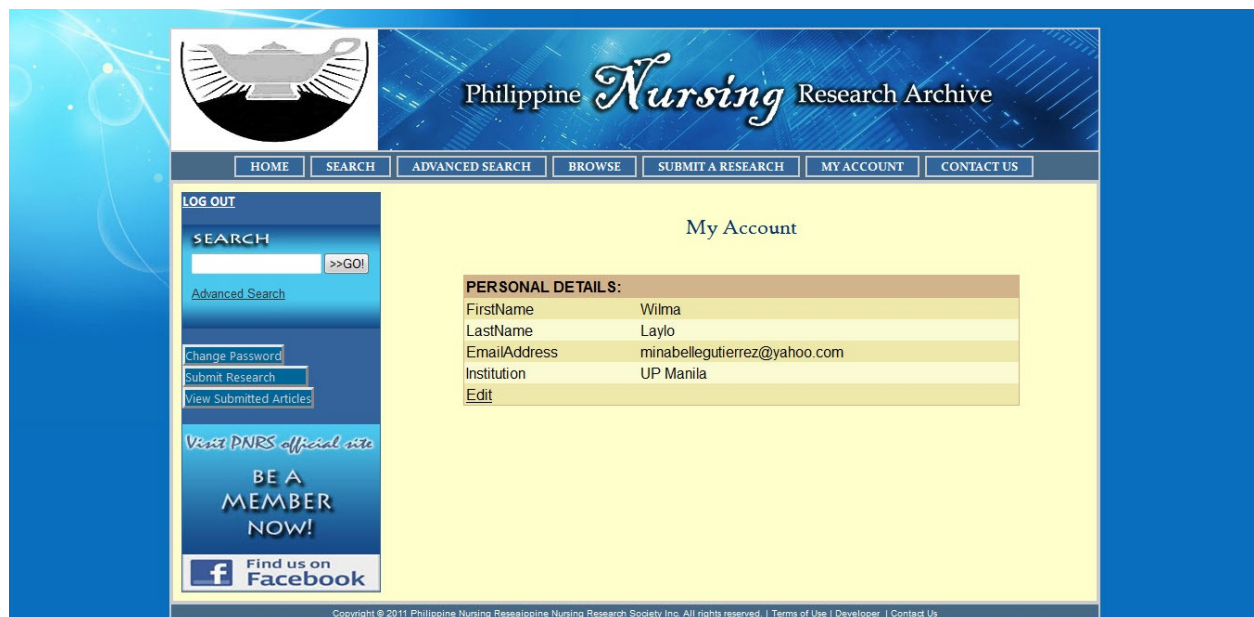 Philippine Nursing Research Archive
HOME SEARCH ADVANCED SEARCH BROWSE SUBMIT A RESEARCH MY ACCOUNT CONTACT US
LOG OUT
SEARCH
>>GO!
Advanced Search
Change Password
Submit Research
View Submitted Articles
Visit PNRS official site
BE A
MEMBER
NOW!
Find us on
Facebook
My Account
PERSONAL DETAILS:
FirstName Wilma
LastName Laylo
EmailAddress minabellegutierrez@yahoo.com
Institution UP Manila
Edit
Copyright © 2011 Philippine Nursing Reseaippine Nursing Research Society Inc. All rights reserved. | Terms of Use | Developer | Contact Us